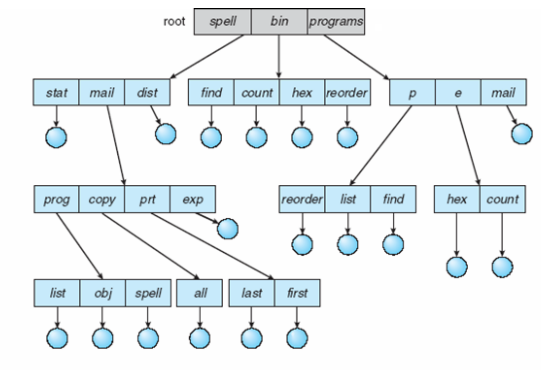 root spell bin programs
stat mail dist find count hex reorder p e mail
prog copy prt exp reorder list find hex count
list obj spell all last first